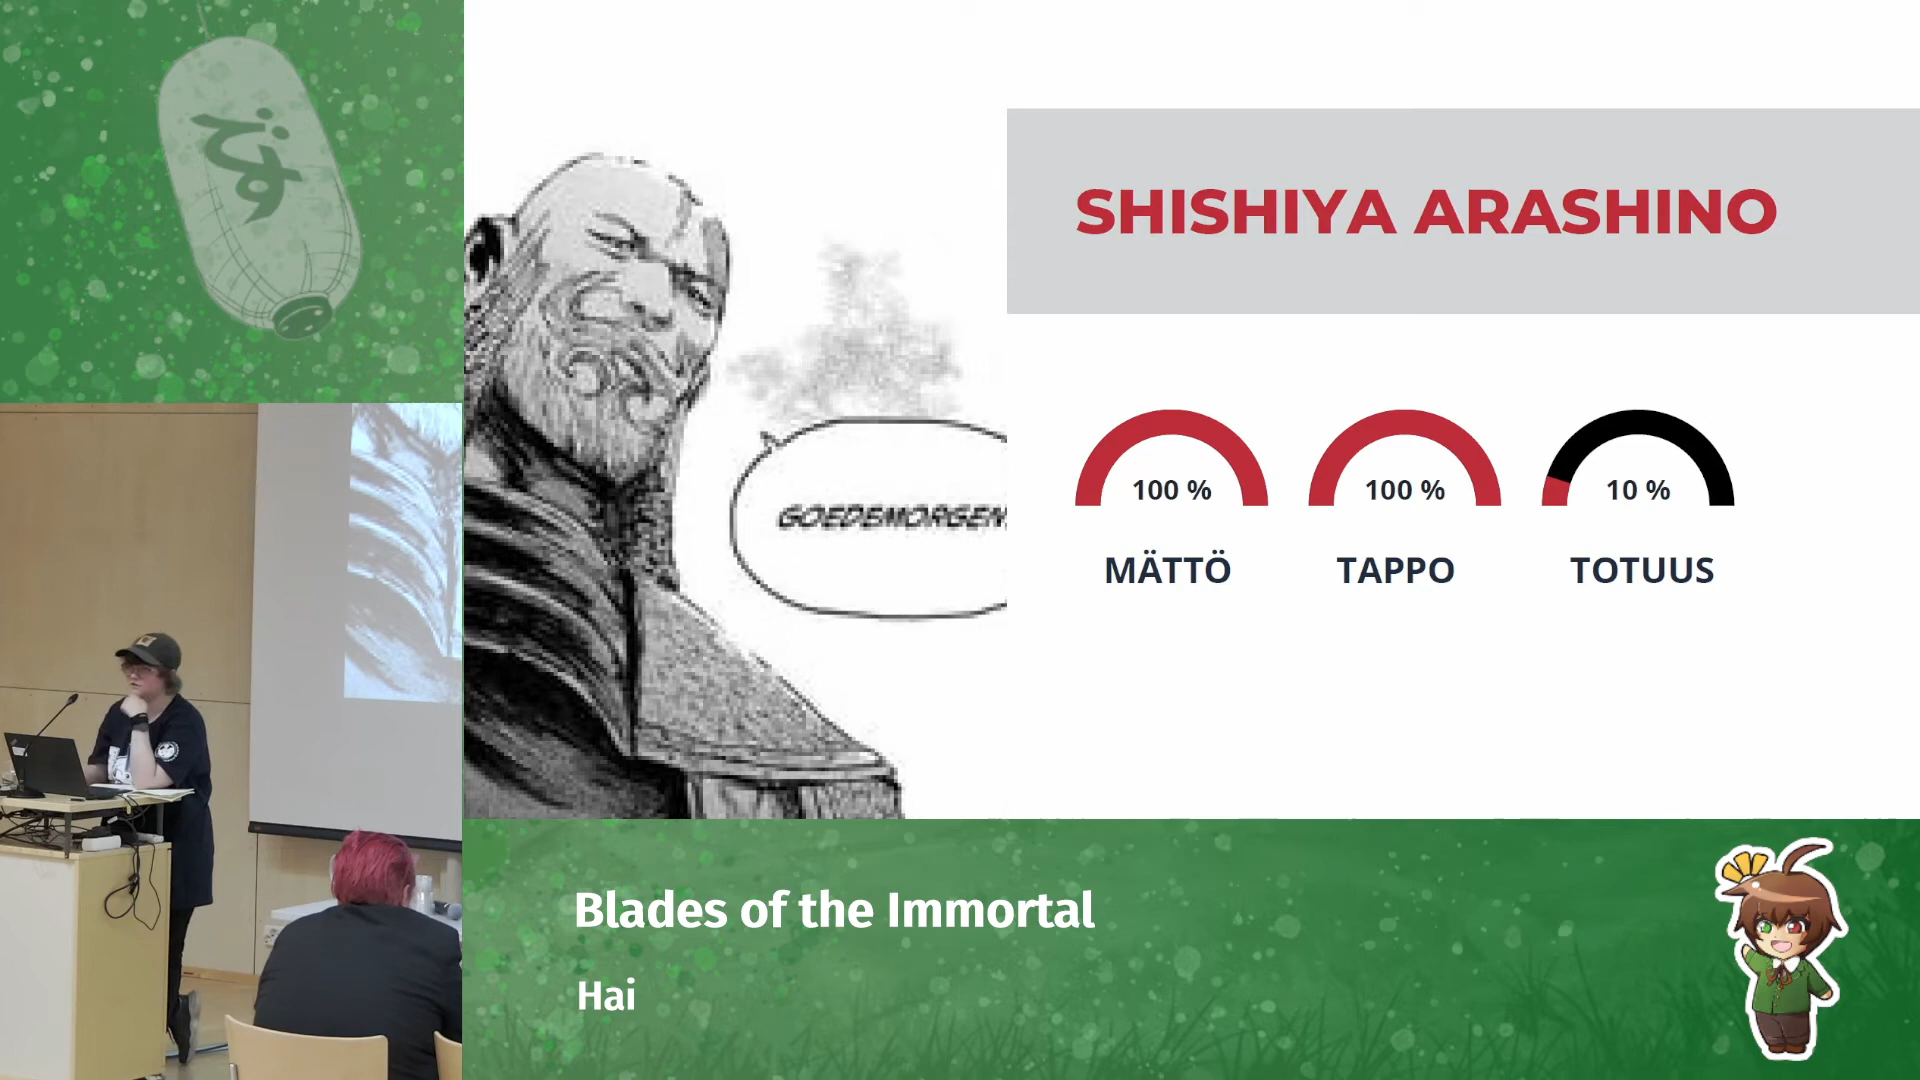 SHISHIYA ARASHINO
GOEDEMORGEN
100 %
100 %
10 %
MÄTTÖ
TAPPO
TOTUUS
Blades of the Immortal
Hai